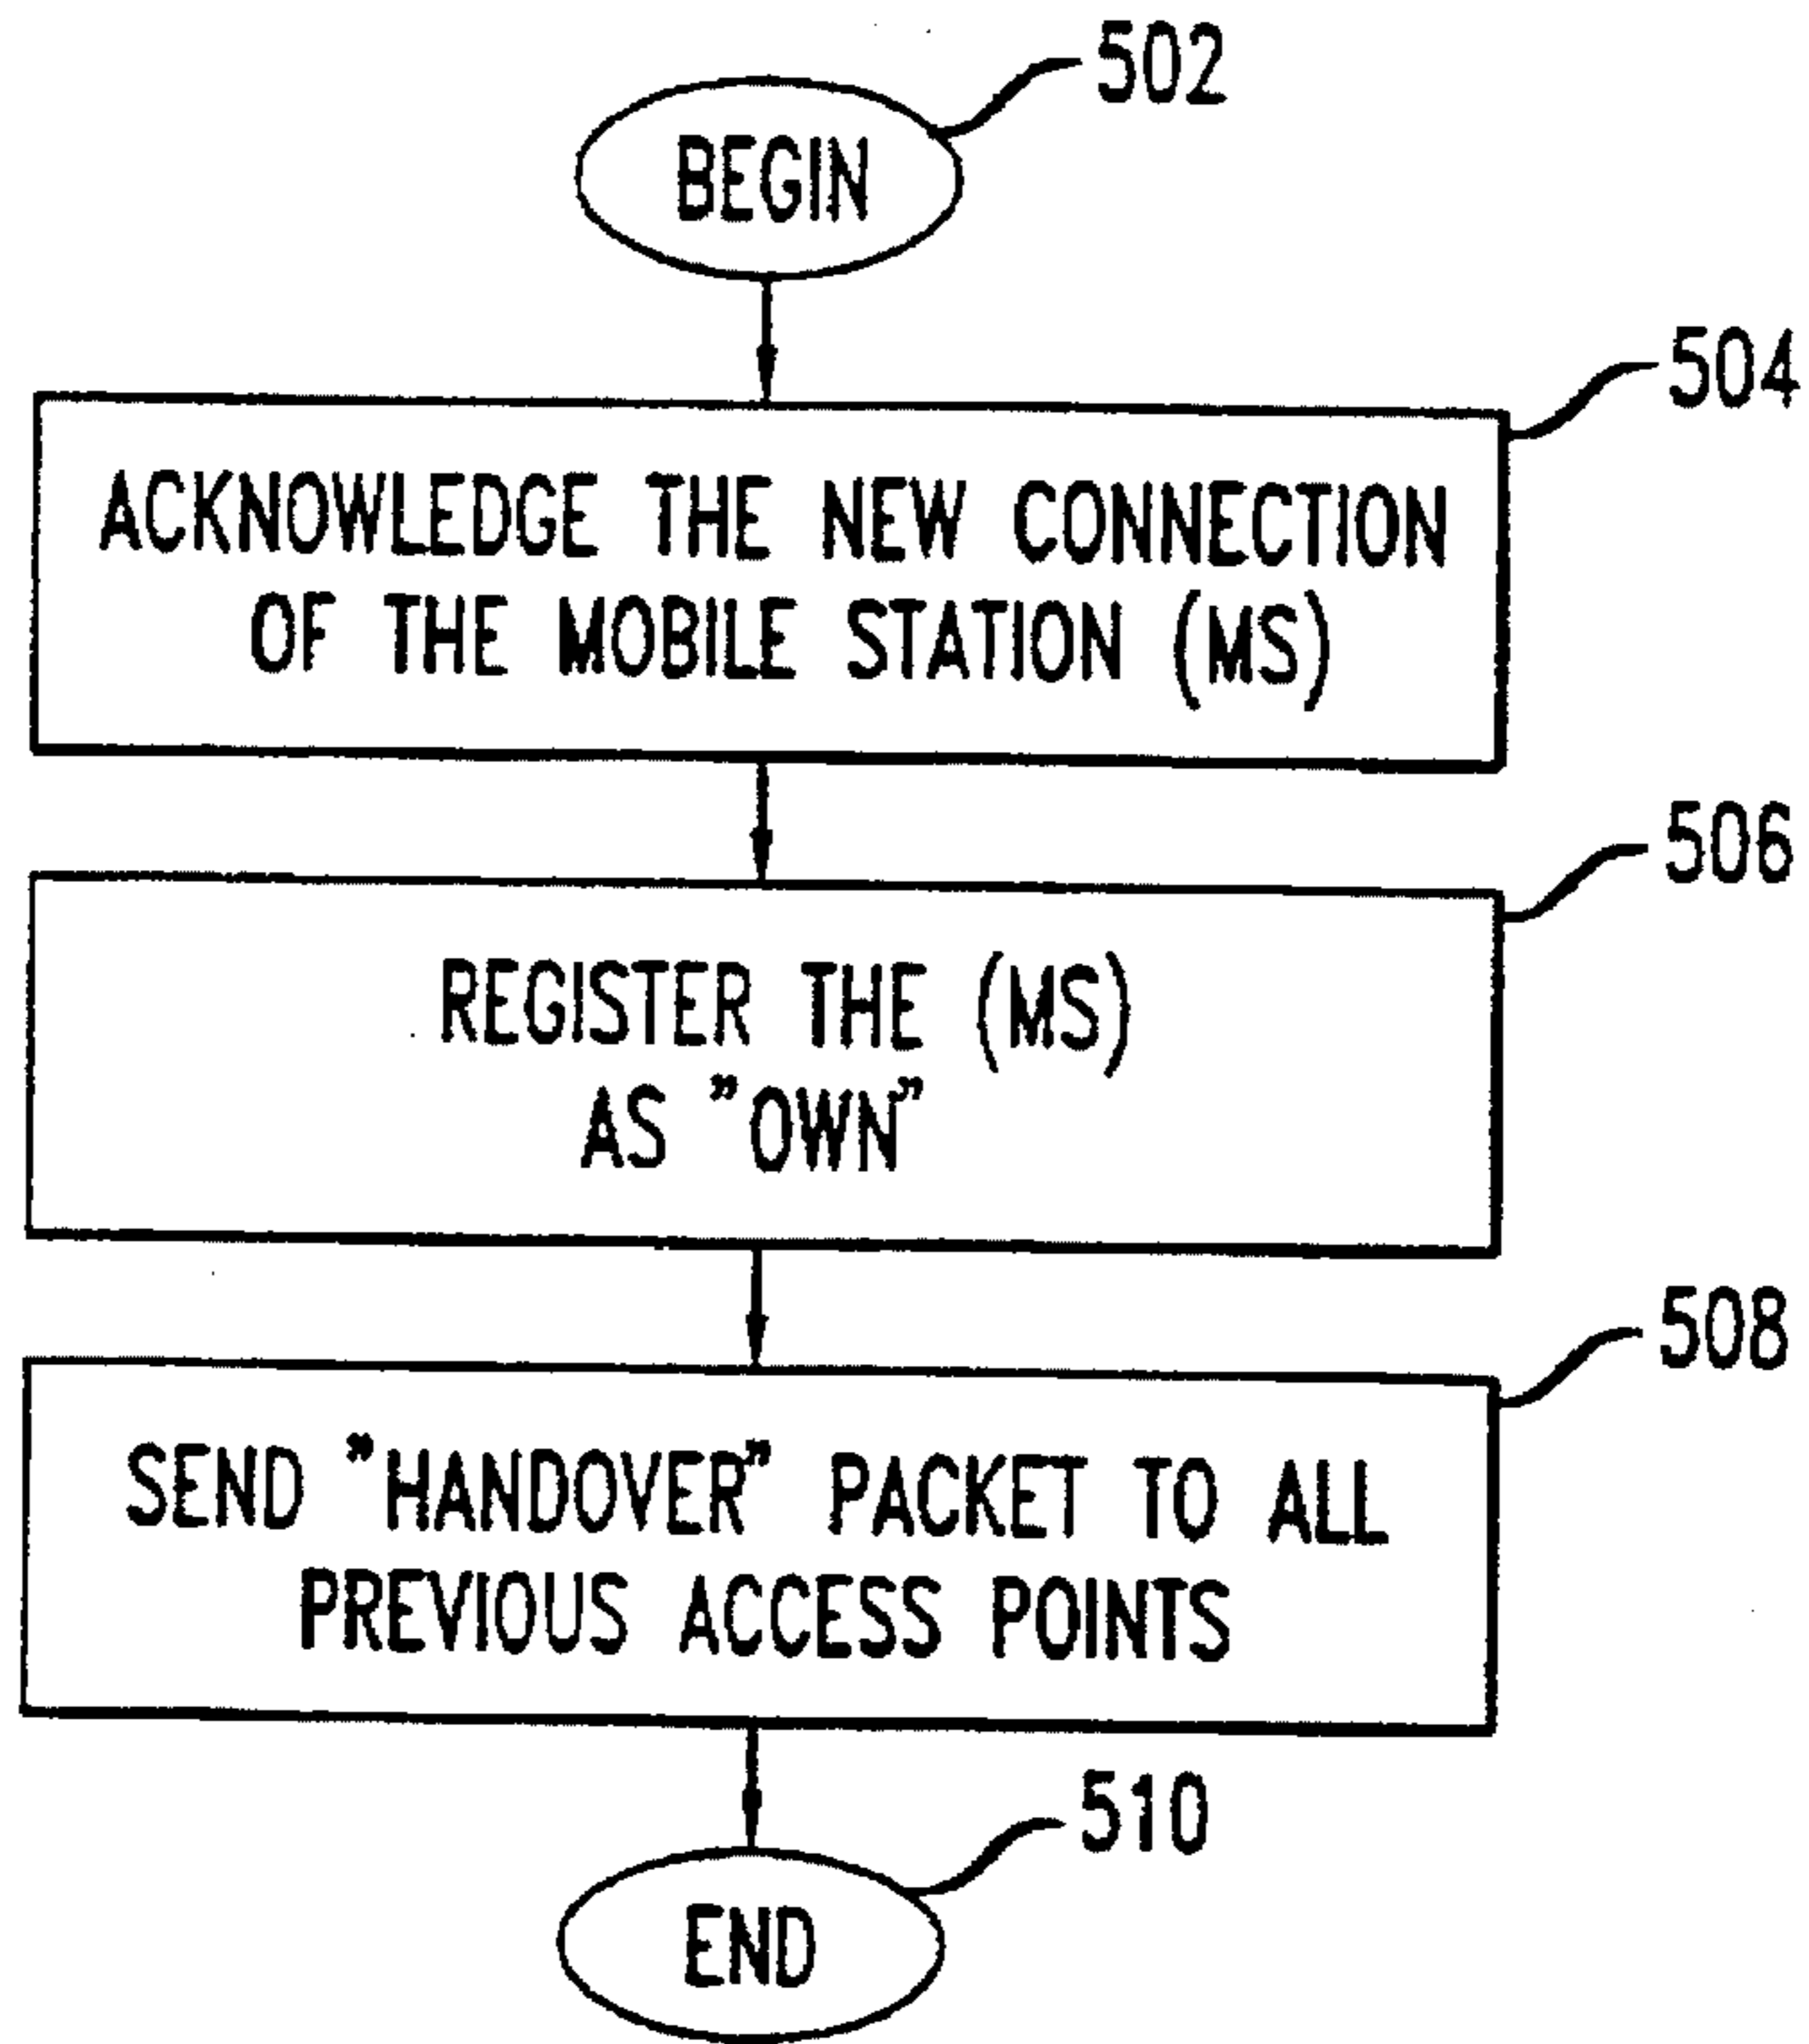 502
BEGIN
504
ACKNOWLEDGE THE NEW CONNECTION
OF THE MOBILE STATION (MS)
506
REGISTER THE (MS)
AS "OWN"
508
SEND "HANDOVER" PACKET TO ALL
PREVIOUS ACCESS POINTS
510
END